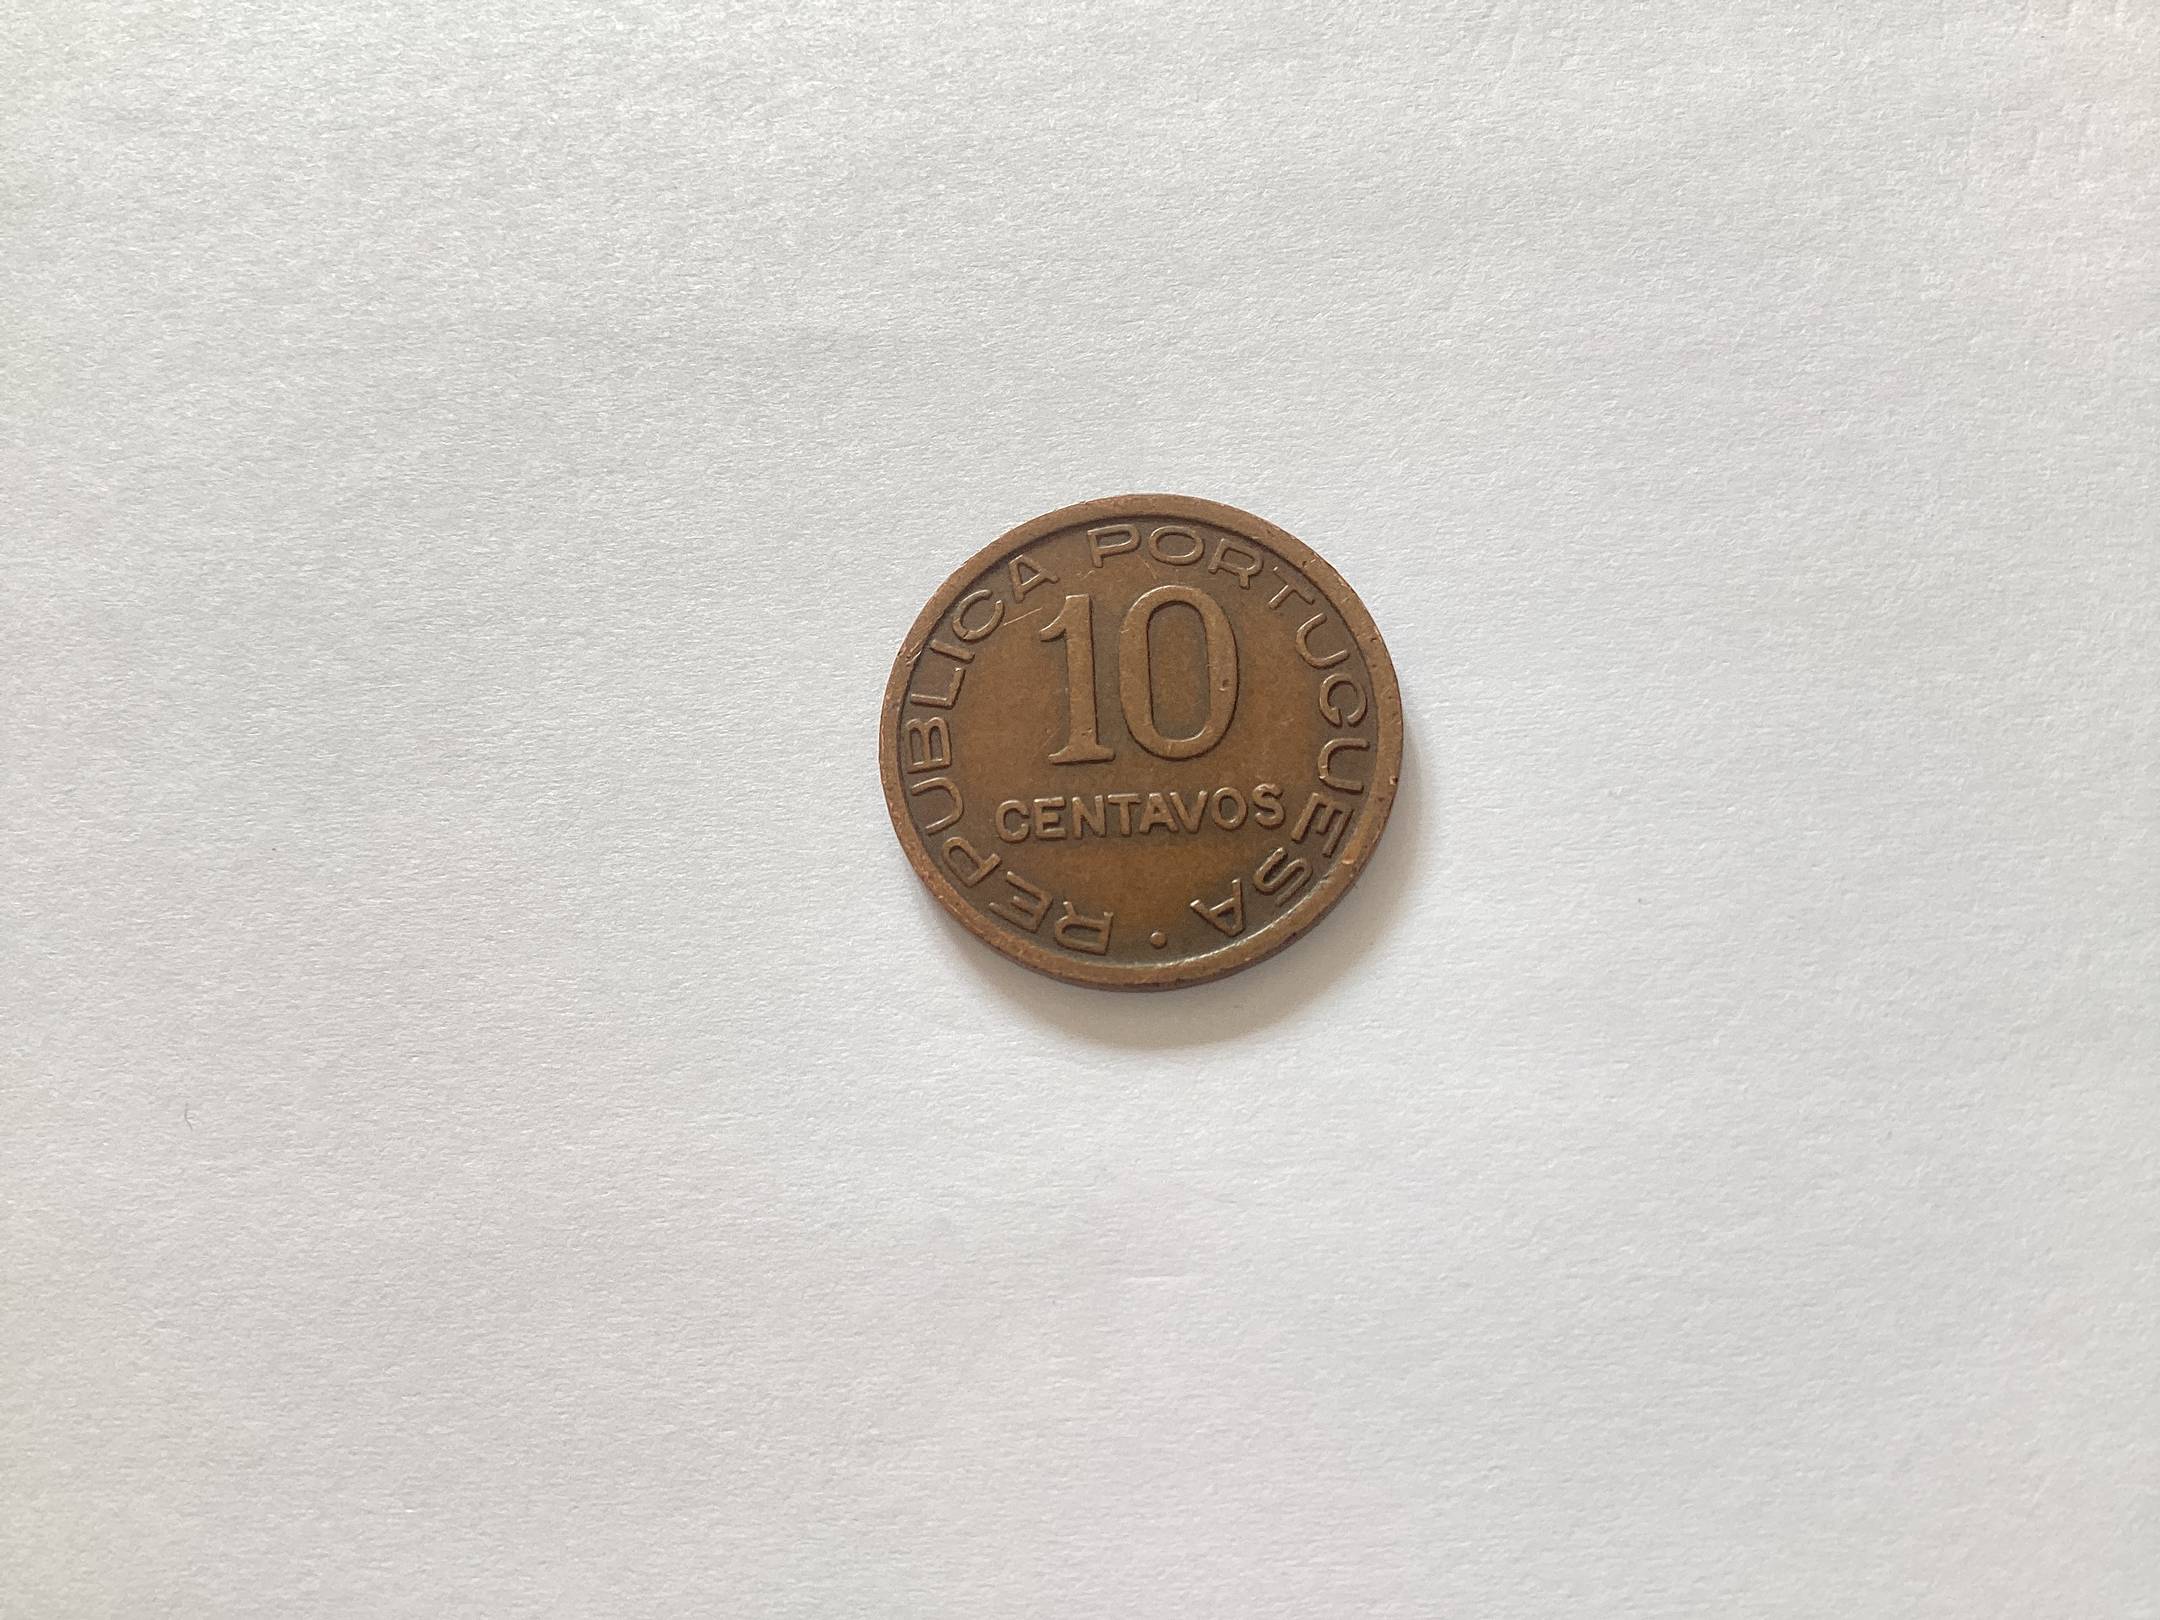 REPUBLICA PORTUGUESA •
10
CENTAVOS